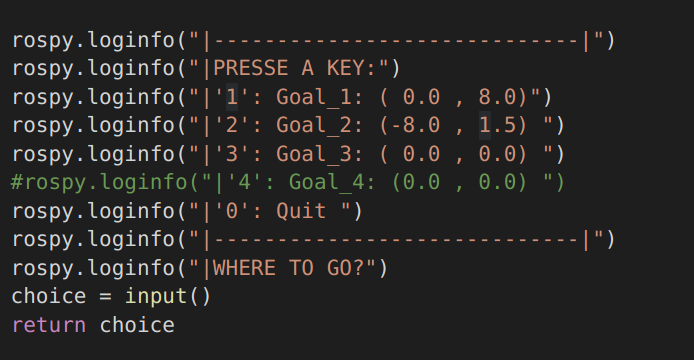 rospy.loginfo("|-----------------------------|")
rospy.loginfo("|PRESSE A KEY:")
rospy.loginfo("|'1': Goal_1: ( 0.0 , 8.0)")
rospy.loginfo("|'2': Goal_2: (-8.0 , 1.5) ")
rospy.loginfo("|'3': Goal_3: ( 0.0 , 0.0) ")
#rospy.loginfo("|'4': Goal_4: (0.0 , 0.0) ")
rospy.loginfo("|'0': Quit ")
rospy.loginfo("|-----------------------------|")
rospy.loginfo("|WHERE TO GO?")
choice = input()
return choice